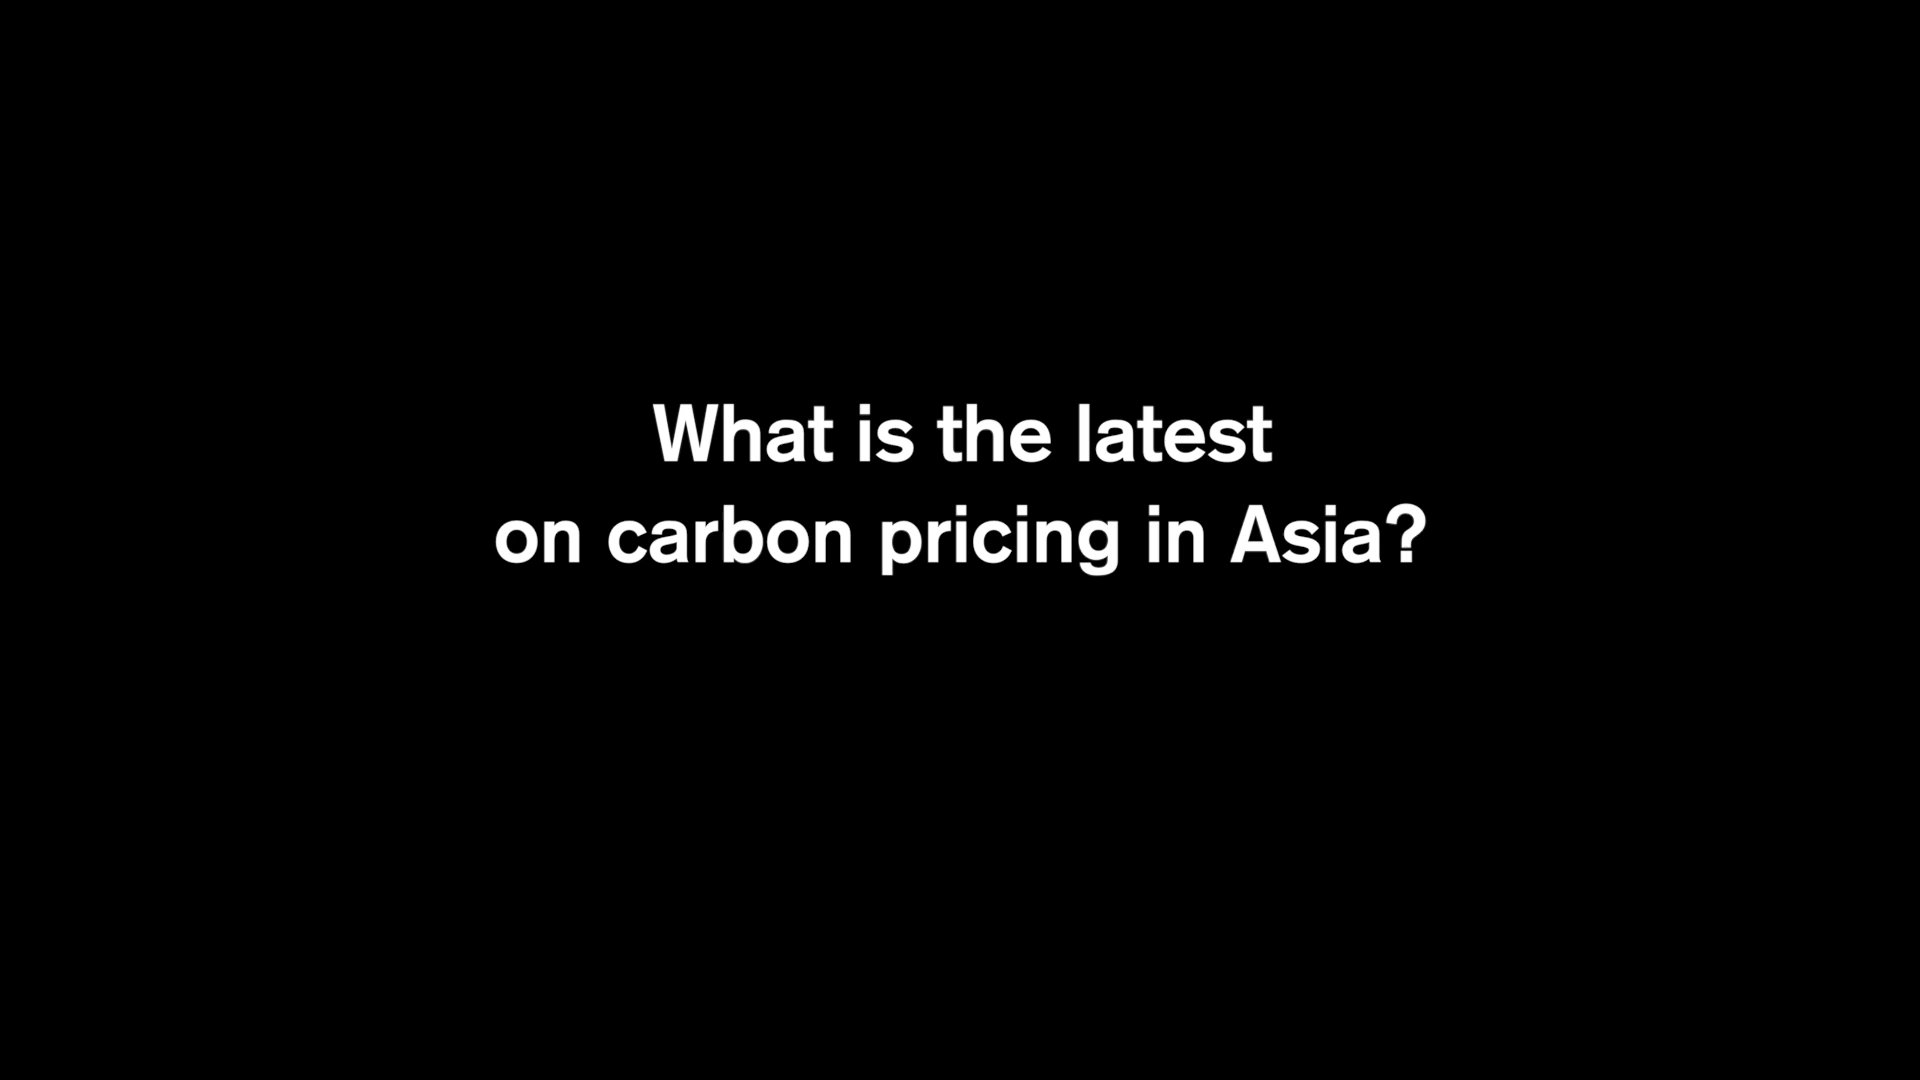 What is the latest
on carbon pricing in Asia?